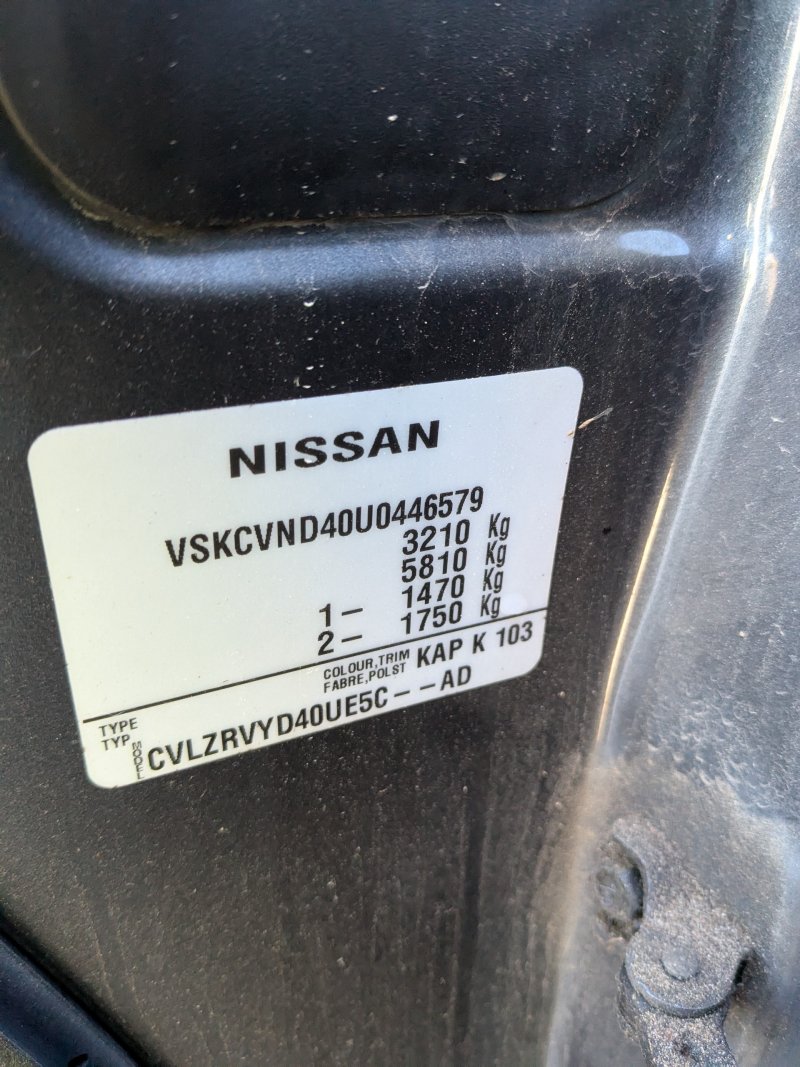 NISSAN
VSKCVND40U0446579
3210 Kg
5810 Kg
1- 1470 Kg
2- 1750 Kg
COLOUR,TRIM KAP K 103
FABRE,POLST
TYPE
TYP MODEL CVLZRVYD40UE5C--AD